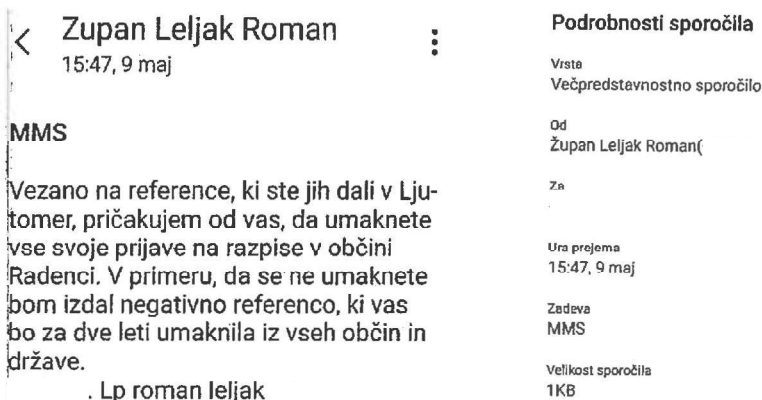 Zupan Leljak Roman
15:47, 9 maj
MMS
Vezano na reference, ki ste jih dali v Lju-
tomer, pričakujem od vas, da umaknete
vse svoje prijave na razpise v občini
Radenci. V primeru, da se ne umaknete
bom izdal negativno referenco, ki vas
bo za dve leti umaknila iz vseh občin in
države.
. Lp roman leljak
Podrobnosti sporočila
Vrsta
Večpredstavnostno sporočilo
Od
Župan Leljak Roman(
Za
Ura prejema
15:47, 9 maj
Zadeva
MMS
Velikost sporočila
1KB